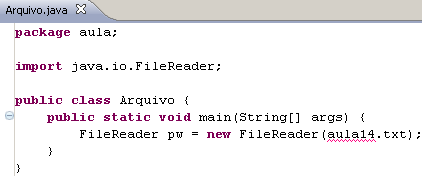 Arquivo.java
package aula;
import java.io.FileReader;
public class Arquivo {
public static void main(String[] args) {
FileReader pw = new FileReader(aula14.txt);
}
}